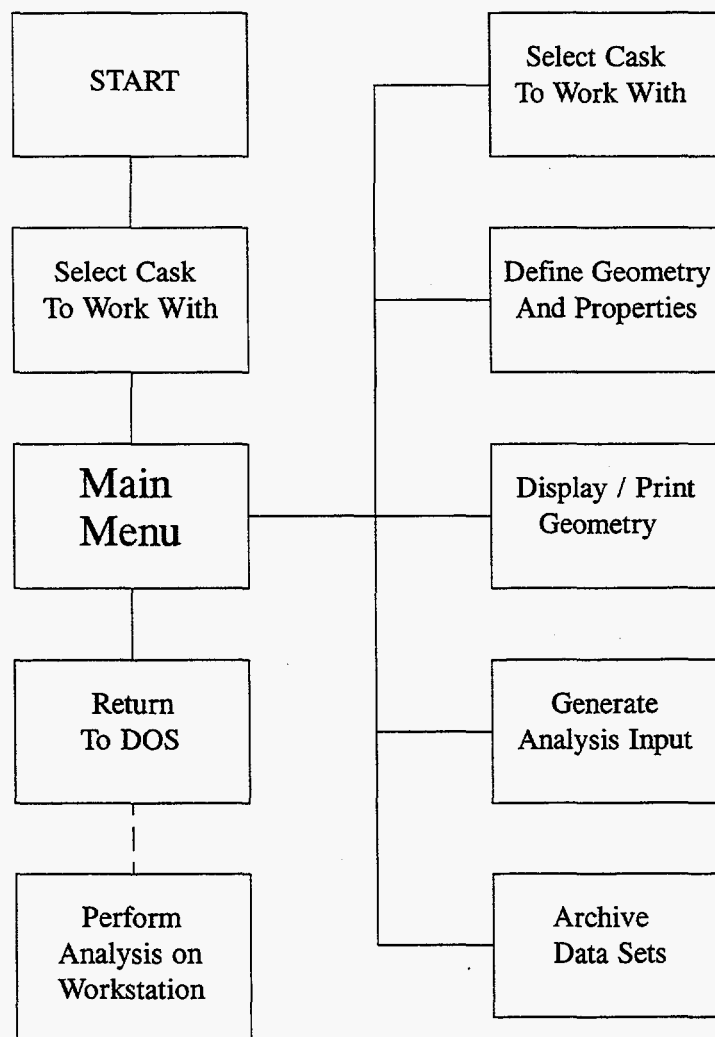 START
Select Cask
To Work With
Main
Menu
Return
To DOS
Perform
Analysis on
Workstation
Select Cask
To Work With
Define Geometry
And Properties
Display / Print
Geometry
Generate
Analysis Input
Archive
Data Sets